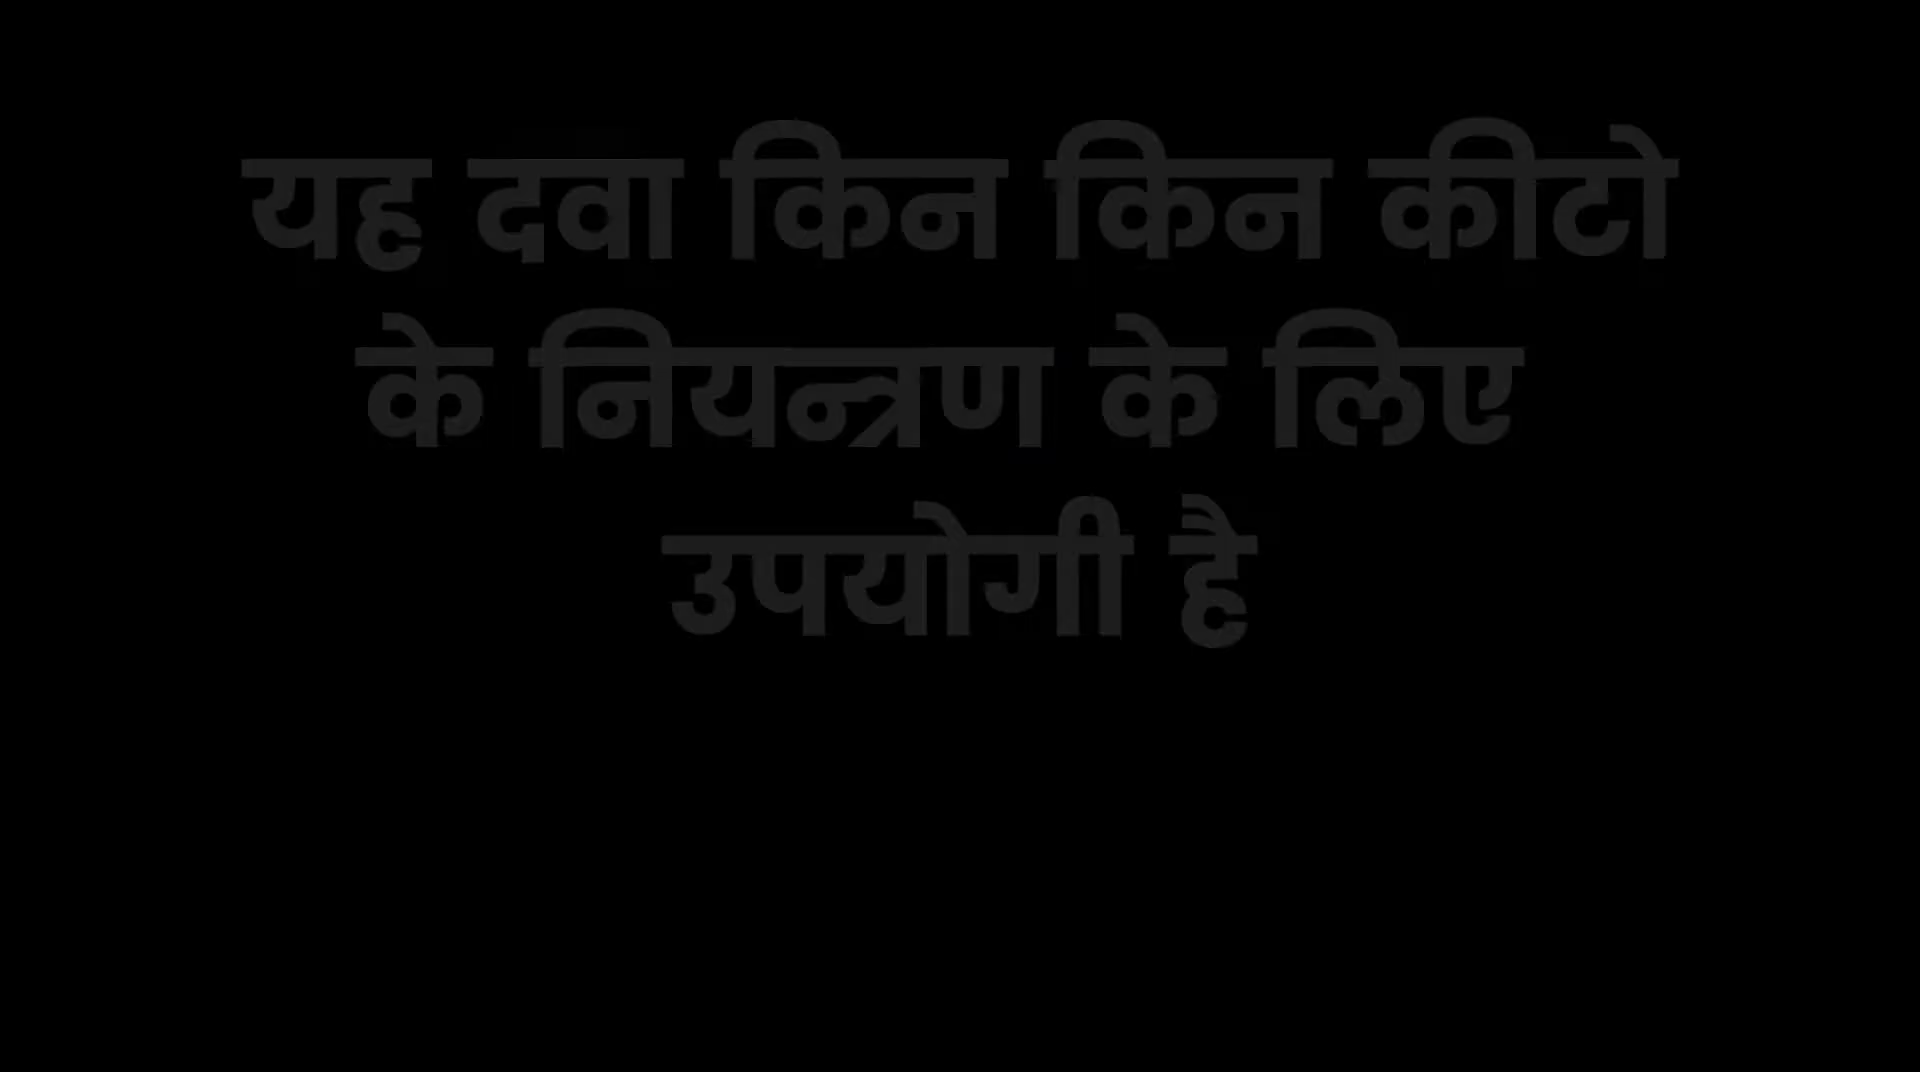 यह दवा किन किन कीटो
के नियन्त्रण के लिए
उपयोगी है